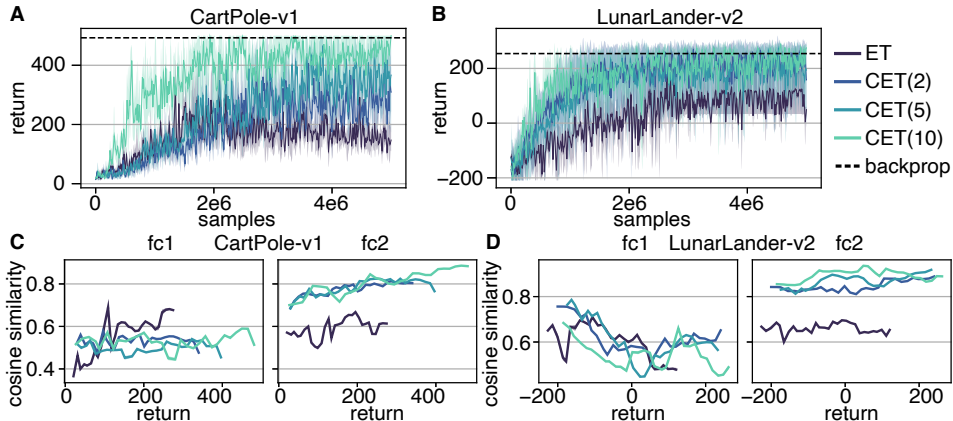 A
CartPole-v1
return
400
200
0
0
2e6
4e6
samples
B
LunarLander-v2
return
200
0
−200
0
2e6
4e6
samples
ET
CET(2)
CET(5)
CET(10)
backprop
C
fc1 CartPole-v1 fc2
cosine similarity
0.8
0.6
0.4
0 200 400
return
0 200 400
return
D
fc1 LunarLander-v2 fc2
cosine similarity
0.8
0.6
−200 0 200
return
−200 0 200
return